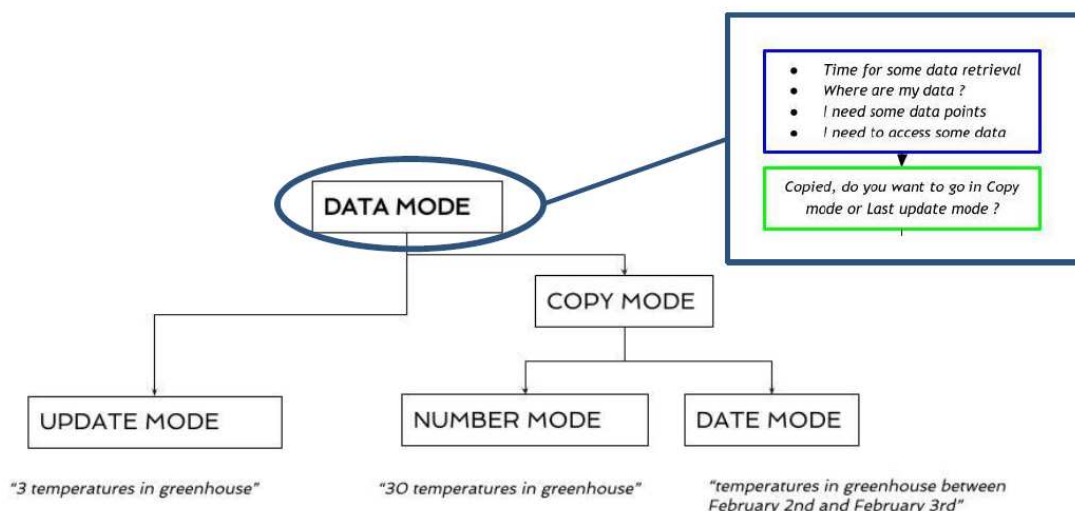 • Time for some data retrieval
• Where are my data ?
• I need some data points
• I need to access some data
Copied, do you want to go in Copy
mode or Last update mode ?
DATA MODE
COPY MODE
UPDATE MODE
NUMBER MODE
DATE MODE
"3 temperatures in greenhouse"
"30 temperatures in greenhouse"
"temperatures in greenhouse between
February 2nd and February 3rd"